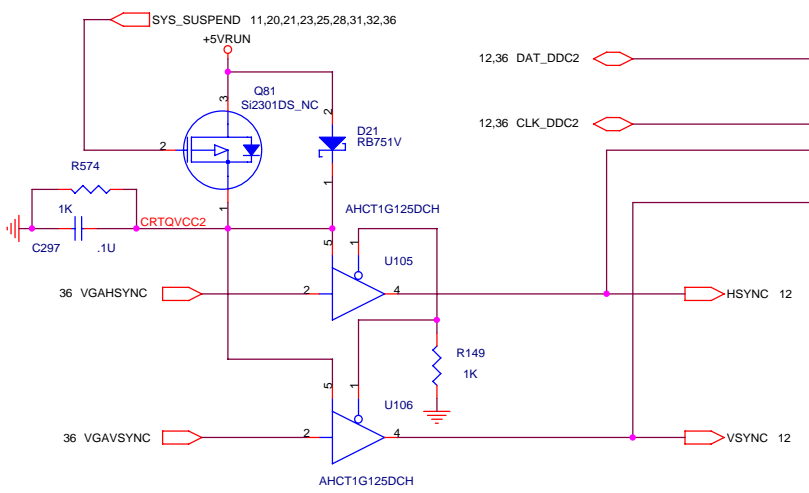 SYS_SUSPEND 11,20,21,23,25,28,31,32,36
+5VRUN
12,36 DAT_DDC2
3
Q81
Si2301DS_NC
2
D21
RB751V
12,36 CLK_DDC2
2
R574
1K
1
1
CRTQVCC2
C297 .1U
AHCT1G125DCH
5
1
U105
36 VGAHSYNC
2
4
HSYNC 12
R149
1K
5
1
U106
36 VGAVSYNC
2
4
VSYNC 12
AHCT1G125DCH